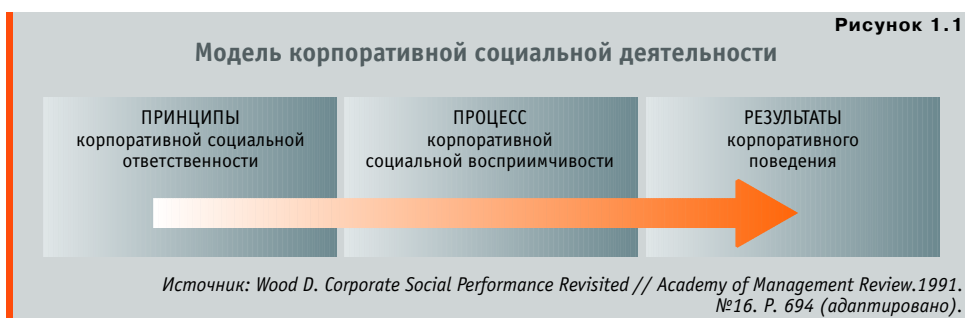 Рисунок 1.1
Модель корпоративной социальной деятельности
ПРИНЦИПЫ
корпоративной социальной
ответственности
ПРОЦЕСС
корпоративной
социальной восприимчивости
РЕЗУЛЬТАТЫ
корпоративного
поведения
Источник: Wood D. Corporate Social Performance Revisited // Academy of Management Review.1991.
№16. P. 694 (адаптировано).